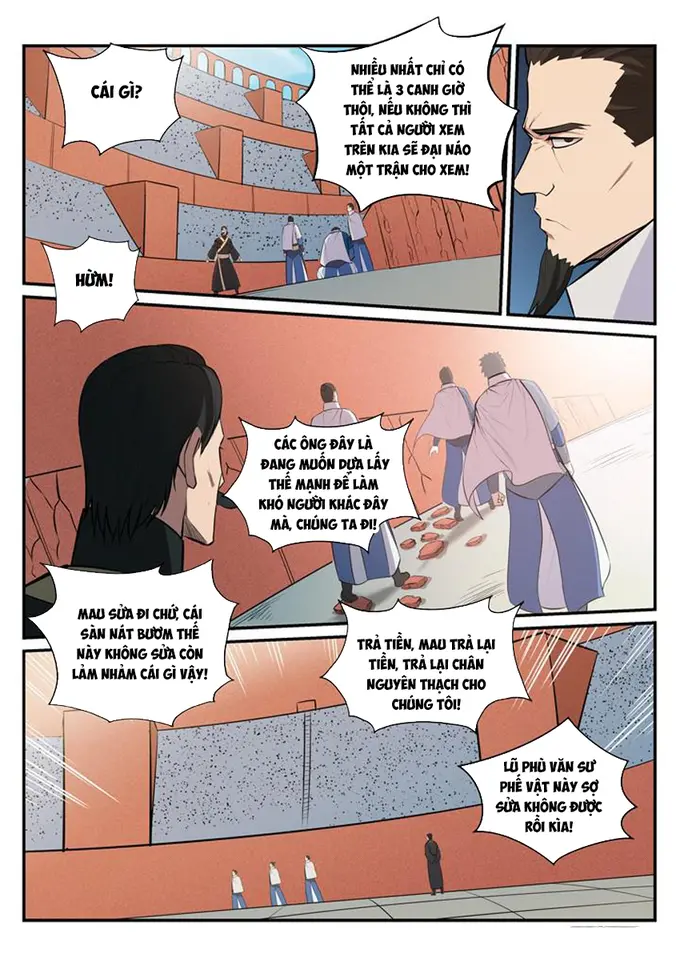 CÁI GÌ?
NHIỀU NHẤT CHỈ CÓ
THỂ LÀ 3 CANH GIỜ
THÔI, NẾU KHÔNG THÌ
TẤT CẢ NGƯỜI XEM
TRÊN KIA SẼ ĐẠI NÁO
MỘT TRẬN CHO XEM!
HỪM!
CÁC ÔNG ĐÂY LÀ
ĐANG MUỐN DỰA LẤY
THẾ MẠNH ĐỂ LÀM
KHÓ NGƯỜI KHÁC ĐÂY
MÀ, CHÚNG TA ĐI!
MAU SỬA ĐI CHỨ, CÁI
SÀN NÁT BƯƠM THẾ
NÀY KHÔNG SỬA CÒN
LẢM NHẢM CÁI GÌ VẬY!
TRẢ TIỀN, MAU TRẢ LẠI
TIỀN, TRẢ LẠI CHÂN
NGUYÊN THẠCH CHO
CHÚNG TÔI!
LŨ PHÙ VĂN SƯ
PHẾ VẬT NÀY SỢ
SỬA KHÔNG ĐƯỢC
RỒI KÌA!